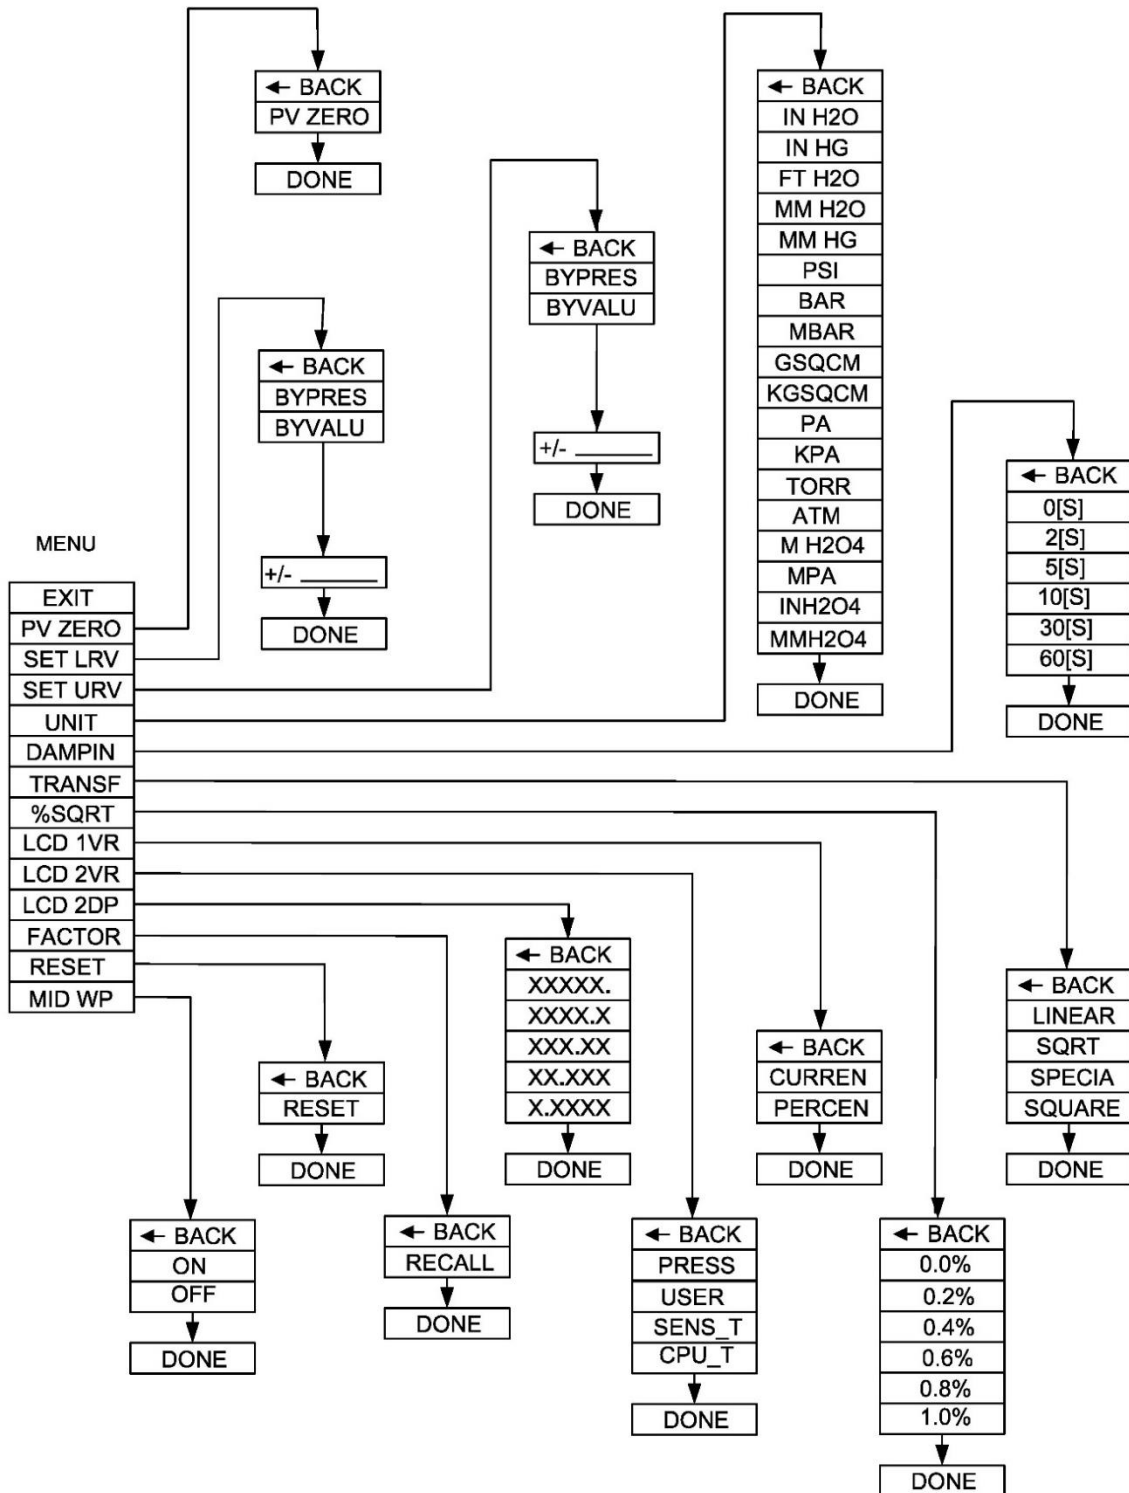 ← BACK
PV ZERO
DONE
← BACK
BYPRES
BYVALU
+/- ________
DONE
← BACK
BYPRES
BYVALU
+/- ________
DONE
← BACK
IN H2O
IN HG
FT H2O
MM H2O
MM HG
PSI
BAR
MBAR
GSQCM
KGSQCM
PA
KPA
TORR
ATM
M H2O4
MPA
INH2O4
MMH2O4
DONE
← BACK
0[S]
2[S]
5[S]
10[S]
30[S]
60[S]
DONE
MENU
EXIT
PV ZERO
SET LRV
SET URV
UNIT
DAMPIN
TRANSF
%SQRT
LCD 1VR
LCD 2VR
LCD 2DP
FACTOR
RESET
MID WP
← BACK
ON
OFF
DONE
← BACK
RESET
DONE
← BACK
RECALL
DONE
← BACK
XXXXX.
XXXX.X
XXX.XX
XX.XXX
X.XXXX
DONE
← BACK
PRESS
USER
SENS_T
CPU_T
DONE
← BACK
CURREN
PERCEN
DONE
← BACK
0.0%
0.2%
0.4%
0.6%
0.8%
1.0%
DONE
← BACK
LINEAR
SQRT
SPECIA
SQUARE
DONE